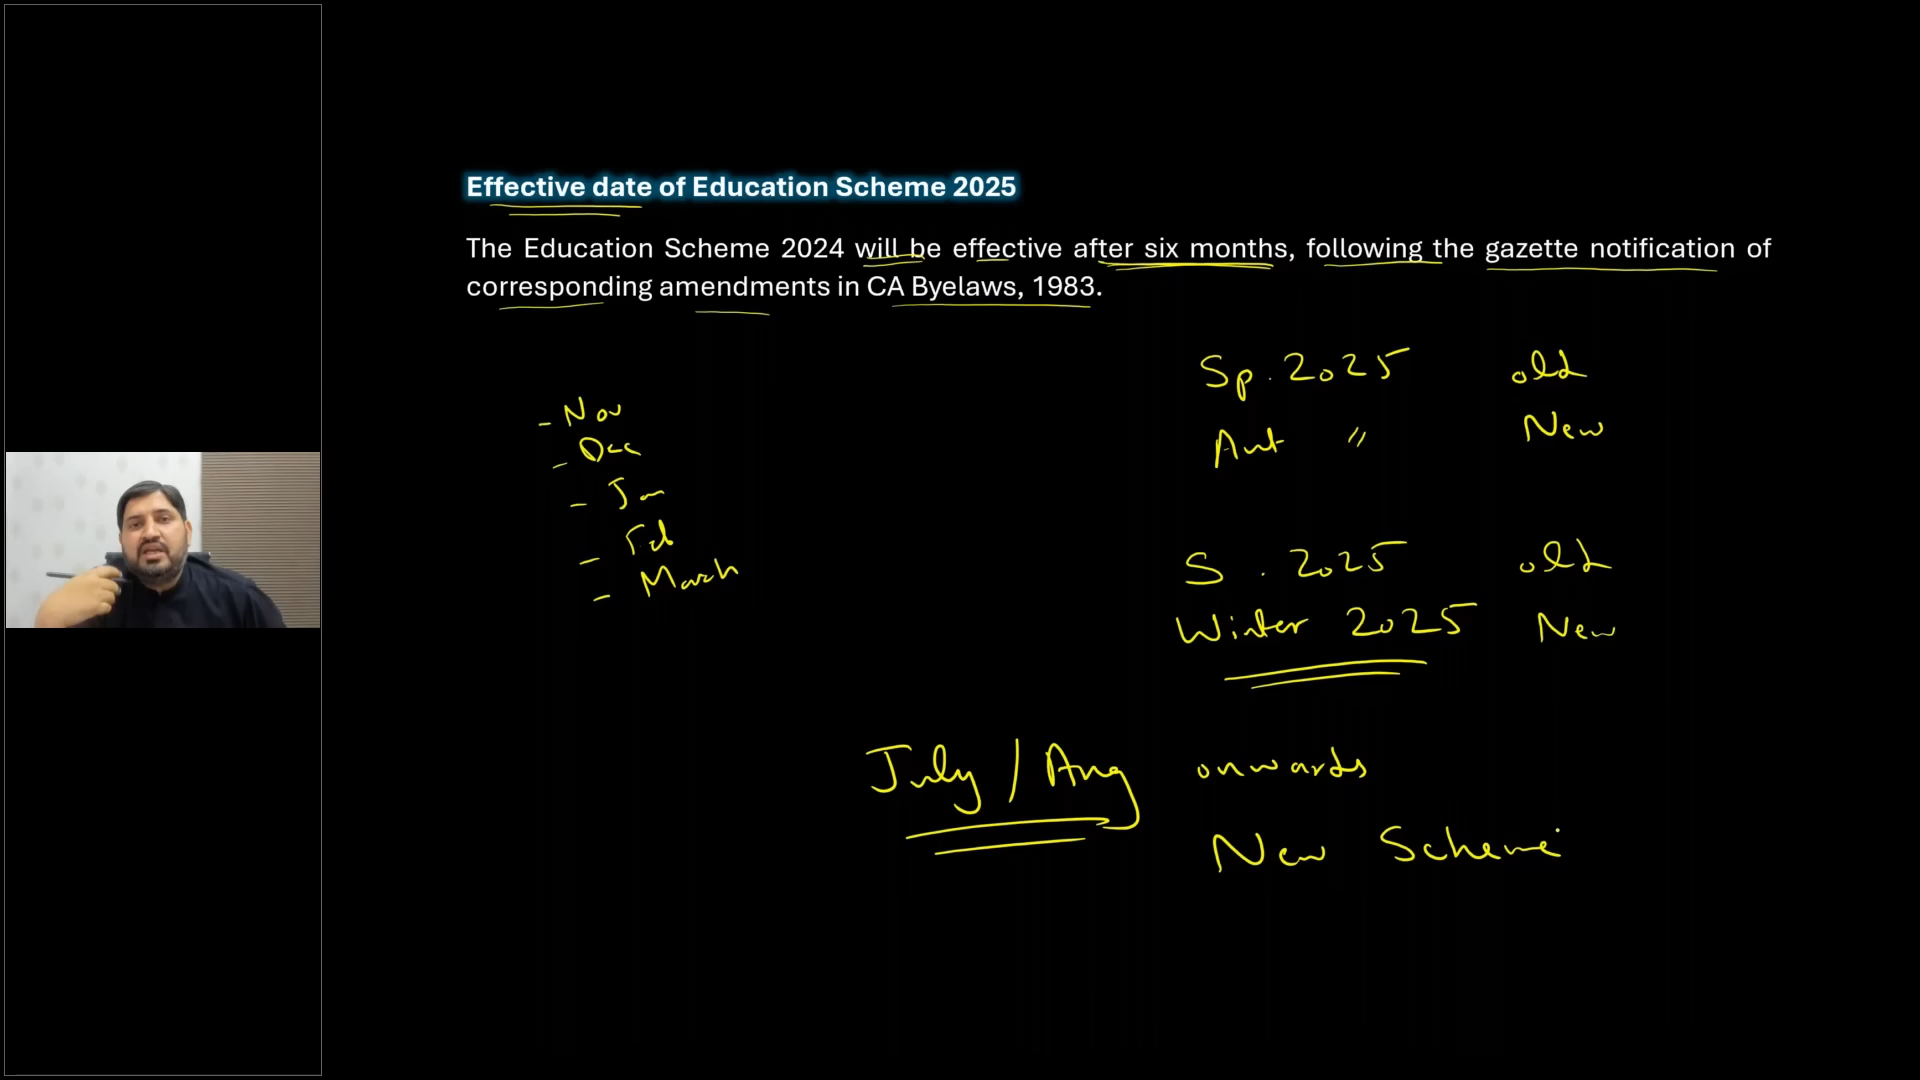 Effective date of Education Scheme 2025
The Education Scheme 2024 will be effective after six months, following the gazette notification of
corresponding amendments in CA Byelaws, 1983.
Sp. 2025 old
Aut " New
- Nov
- Dec
- Jan
- Feb
- March
S . 2025 old
Winter 2025 New
July / Aug onwards
New Scheme